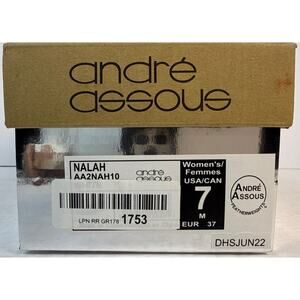 andré
assous
NALAH
AA2NAH10
andré
assous
Women's/
Femmes
USA/CAN
7
M
EUR 37
LPN RR GR178 1753
ANDRÉ
ASSOUS
FEATHERWEIGHTS
DHSJUN22